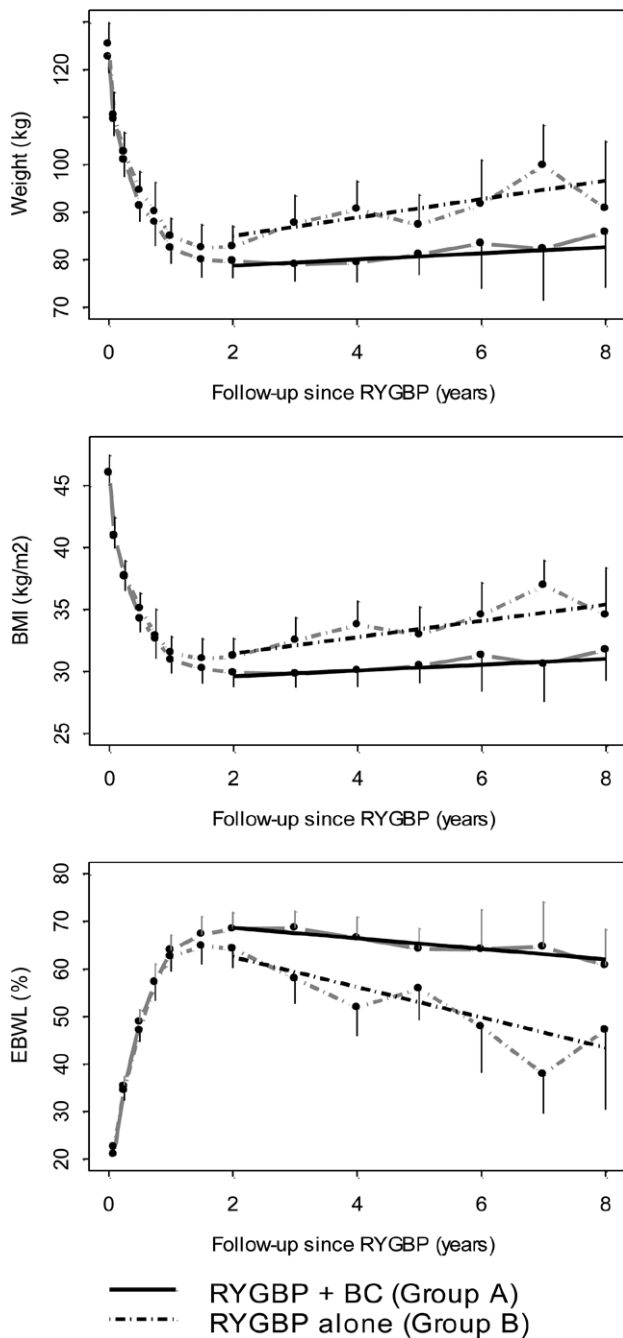 Weight (kg)
120
100
90
80
70
0 2 4 6 8
Follow-up since RYGBP (years)
BMI (kg/m2)
45
40
35
30
25
0 2 4 6 8
Follow-up since RYGBP (years)
EBWL (%)
80
70
60
50
40
30
20
0 2 4 6 8
Follow-up since RYGBP (years)
RYGBP + BC (Group A)
RYGBP alone (Group B)